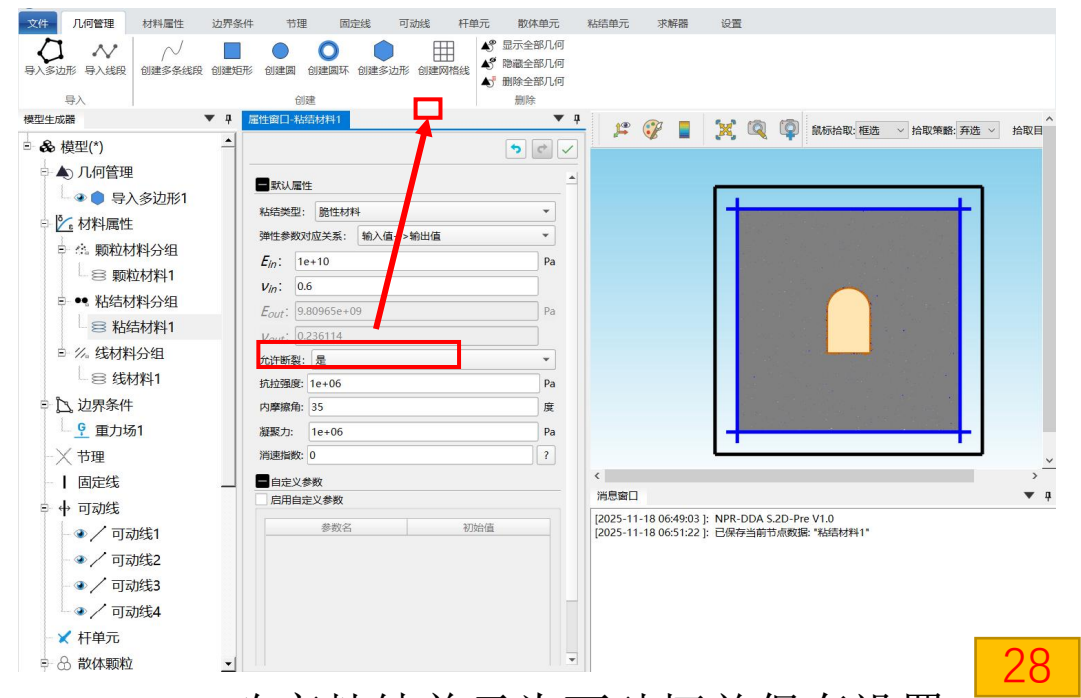 文件 几何管理 材料属性 边界条件 节理 固定线 可动线 杆单元 散体单元 粘结单元 求解器 设置
导入多边形 导入线段 创建多条线段 创建矩形 创建圆 创建圆环 创建多边形 创建网格线
显示全部几何
隐藏全部几何
删除全部几何
导入 创建 删除
模型生成器
模型(*)
几何管理
导入多边形1
材料属性
颗粒材料分组
颗粒材料1
粘结材料分组
粘结材料1
线材料分组
线材料1
边界条件
重力场1
节理
固定线
可动线
可动线1
可动线2
可动线3
可动线4
杆单元
散体颗粒
属性窗口-粘结材料1
默认属性
粘结类型: 脆性材料
弹性参数对应关系: 输入值->输出值
Ein: 1e+10 Pa
νin: 0.6
Eout: 9.80965e+09 Pa
νout: 0.236114
允许断裂: 是
抗拉强度: 1e+06 Pa
内摩擦角: 35 度
凝聚力: 1e+06 Pa
消速指数: 0 ?
自定义参数
启用自定义参数
参数名 初始值
鼠标拾取: 框选 拾取策略: 弃选 拾取目
消息窗口
[2025-11-18 06:49:03 ]: NPR-DDA S.2D-Pre V1.0
[2025-11-18 06:51:22 ]: 已保存当前节点数据: "粘结材料1"
28